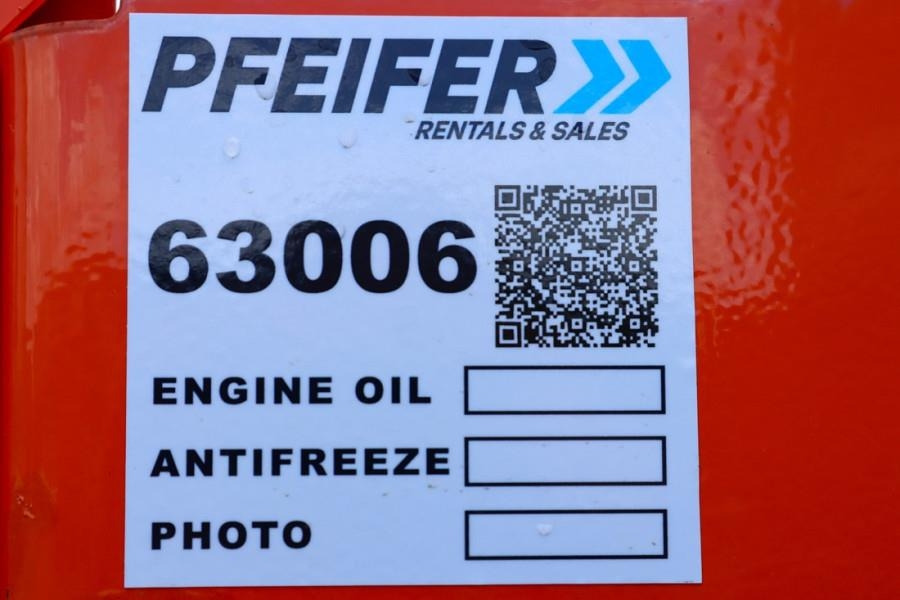 PFEIFER
RENTALS & SALES
63006
ENGINE OIL
ANTIFREEZE
PHOTO